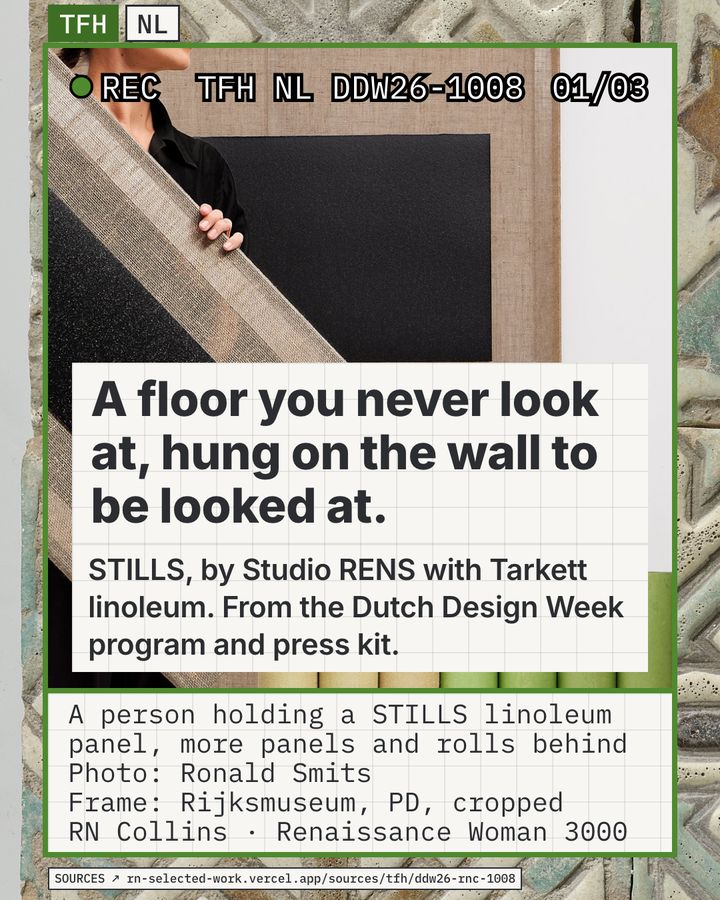 TFH NL
REC TFH NL DDW26-1008 01/03
A floor you never look
at, hung on the wall to
be looked at.
STILLS, by Studio RENS with Tarkett
linoleum. From the Dutch Design Week
program and press kit.
A person holding a STILLS linoleum
panel, more panels and rolls behind
Photo: Ronald Smits
Frame: Rijksmuseum, PD, cropped
RN Collins · Renaissance Woman 3000
SOURCES ↗ rn-selected-work.vercel.app/sources/tfh/ddw26-rnc-1008